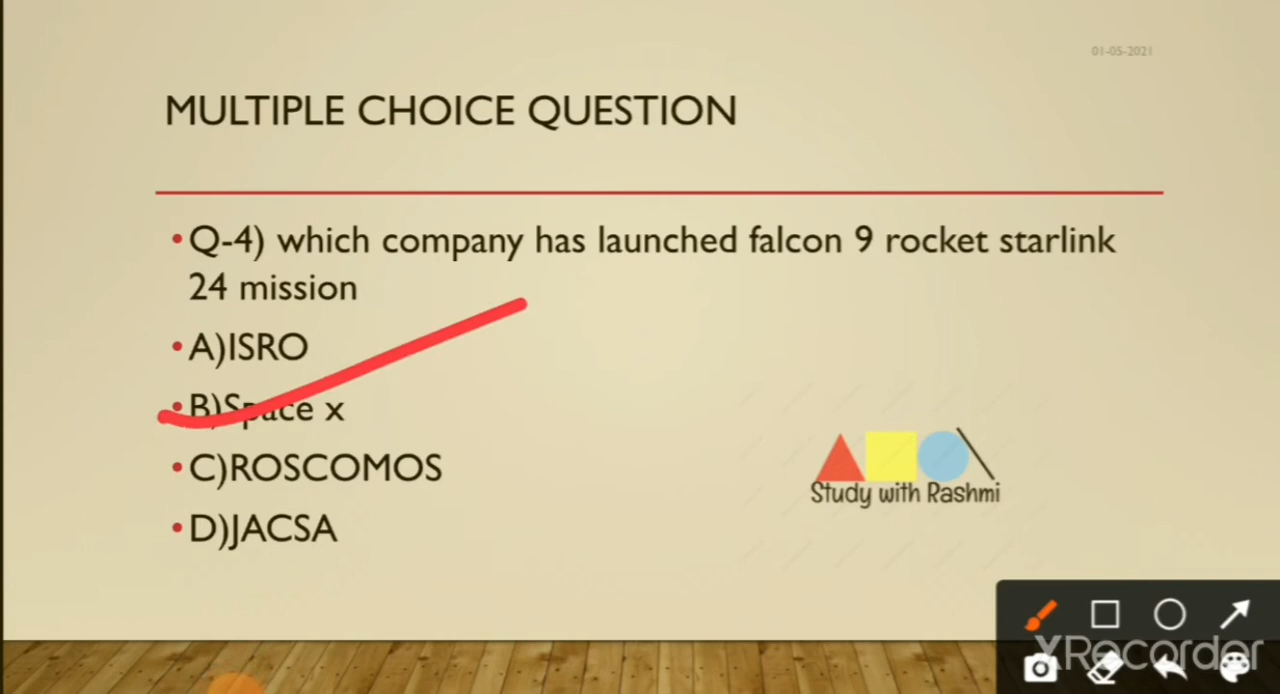 01-05-2021
MULTIPLE CHOICE QUESTION
•Q-4) which company has launched falcon 9 rocket starlink
24 mission
•A)ISRO
•B)Space x
•C)ROSCOMOS
•D)JACSA
Study with Rashmi
XRecorder